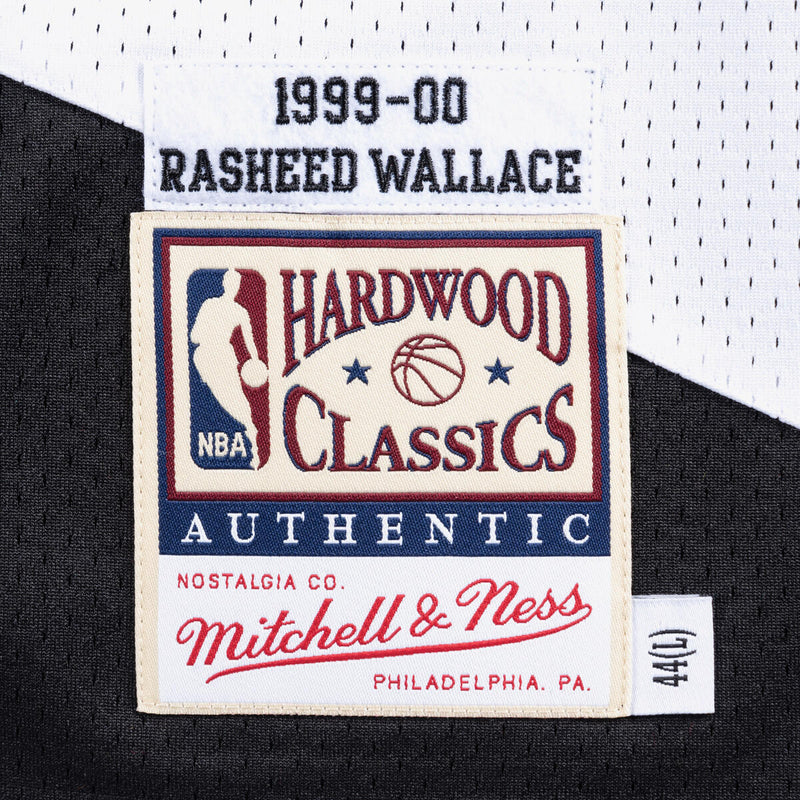 1999-00
RASHEED WALLACE
HARDWOOD
CLASSICS
NBA
AUTHENTIC
NOSTALGIA CO.
Mitchell & Ness
PHILADELPHIA. PA.
44(L)